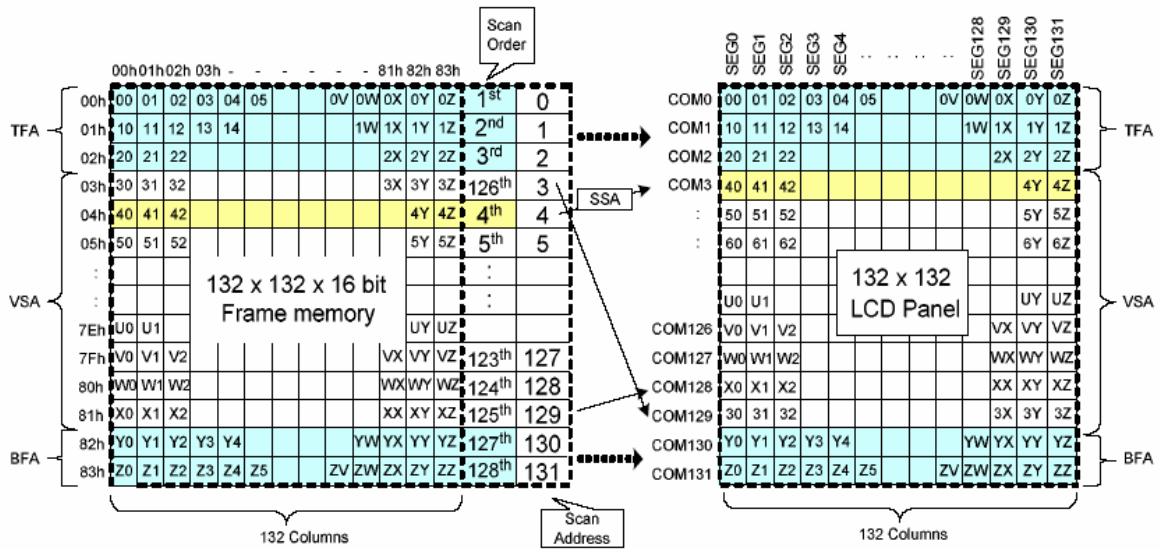 Scan
Order
00h 01h 02h 03h - - - - - - 81h 82h 83h
SEG0 SEG1 SEG2 SEG3 SEG4 .. .. .. .. SEG128 SEG129 SEG130 SEG131
00h 00 01 02 03 04 05 0V 0W 0X 0Y 0Z 1st 0
01h 10 11 12 13 14 1W 1X 1Y 1Z 2nd 1
02h 20 21 22 2X 2Y 2Z 3rd 2
03h 30 31 32 3X 3Y 3Z 126th 3
04h 40 41 42 4Y 4Z 4th 4
05h 50 51 52 5Y 5Z 5th 5
: :
: :
7Eh U0 U1 UY UZ
7Fh V0 V1 V2 VX VY VZ 123th 127
80h W0 W1 W2 WX WY WZ 124th 128
81h X0 X1 X2 XX XY XZ 125th 129
82h Y0 Y1 Y2 Y3 Y4 YW YX YY YZ 127th 130
83h Z0 Z1 Z2 Z3 Z4 Z5 ZV ZW ZX ZY ZZ 128th 131
TFA
VSA
BFA
132 x 132 x 16 bit
Frame memory
132 Columns
Scan
Address
SSA
COM0 00 01 02 03 04 05 0V 0W 0X 0Y 0Z
COM1 10 11 12 13 14 1W 1X 1Y 1Z
COM2 20 21 22 2X 2Y 2Z
COM3 40 41 42 4Y 4Z
: 50 51 52 5Y 5Z
: 60 61 62 6Y 6Z
U0 U1 UY UZ
COM126 V0 V1 V2 VX VY VZ
COM127 W0 W1 W2 WX WY WZ
COM128 X0 X1 X2 XX XY XZ
COM129 30 31 32 3X 3Y 3Z
COM130 Y0 Y1 Y2 Y3 Y4 YW YX YY YZ
COM131 Z0 Z1 Z2 Z3 Z4 Z5 ZV ZW ZX ZY ZZ
132 x 132
LCD Panel
TFA
VSA
BFA
132 Columns